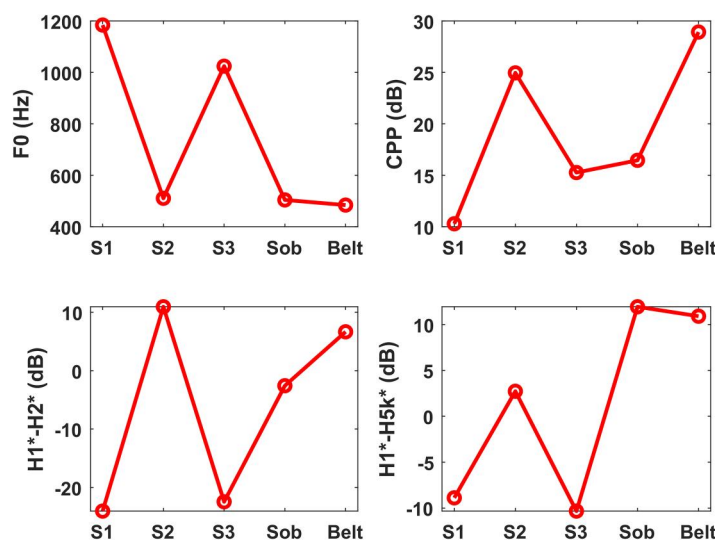 F0 (Hz)
1200
1000
800
600
400
S1 S2 S3 Sob Belt
CPP (dB)
30
25
20
15
10
S1 S2 S3 Sob Belt
H1*-H2* (dB)
10
0
-10
-20
S1 S2 S3 Sob Belt
H1*-H5k* (dB)
10
5
0
-5
-10
S1 S2 S3 Sob Belt